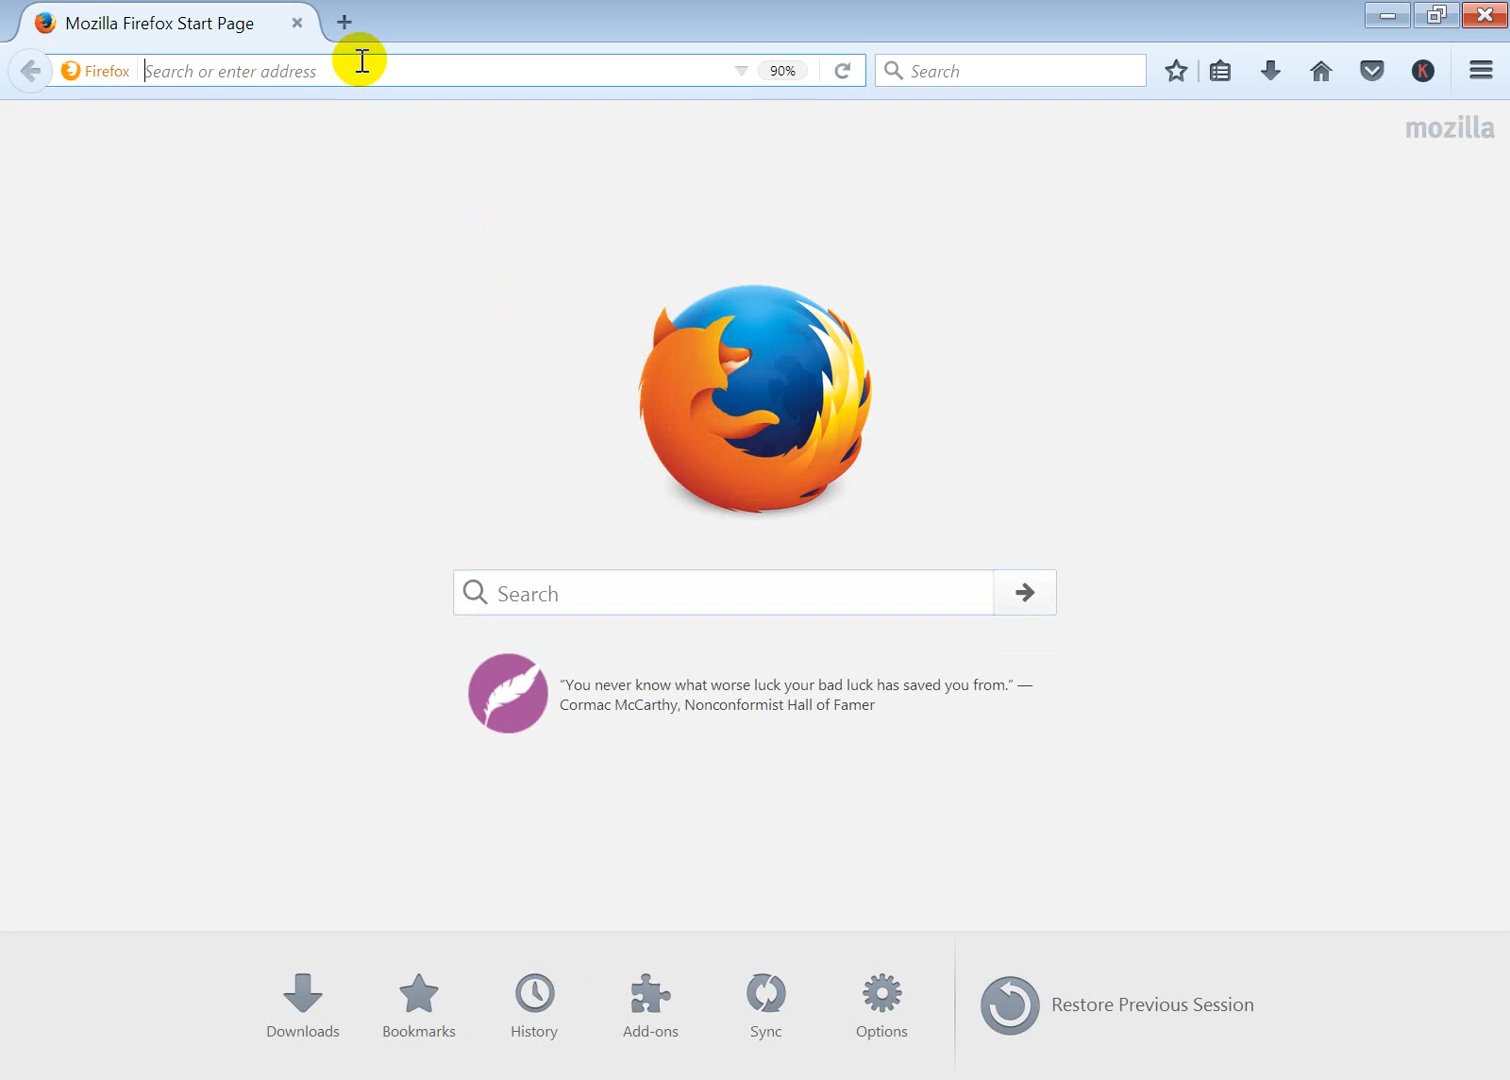 Mozilla Firefox Start Page
Firefox Search or enter address 90% Search K
mozilla
Search
“You never know what worse luck your bad luck has saved you from.” —
Cormac McCarthy, Nonconformist Hall of Famer
Downloads Bookmarks History Add-ons Sync Options Restore Previous Session